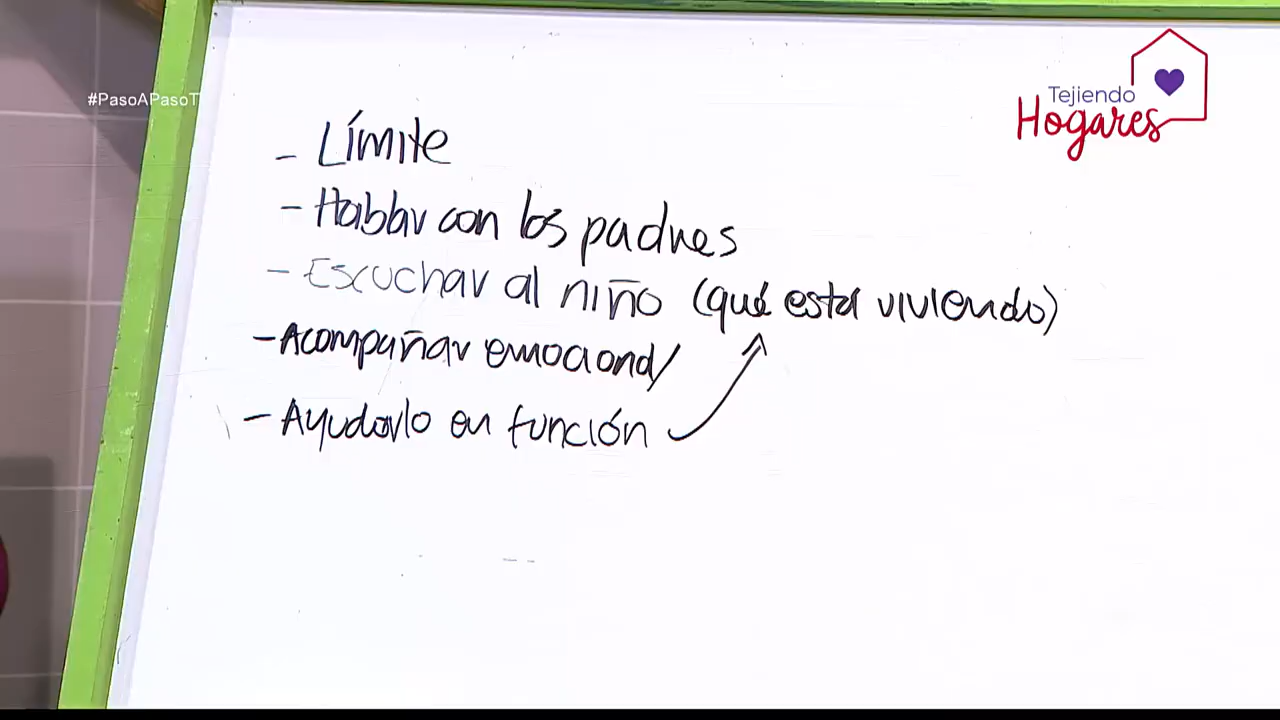 Tejiendo
Hogares
#PasoAPasoT
- Límite
- Hablar con los padres
- Escuchar al niño (qué está viviendo)
- Acompañar emocional/
- Ayudarlo en función